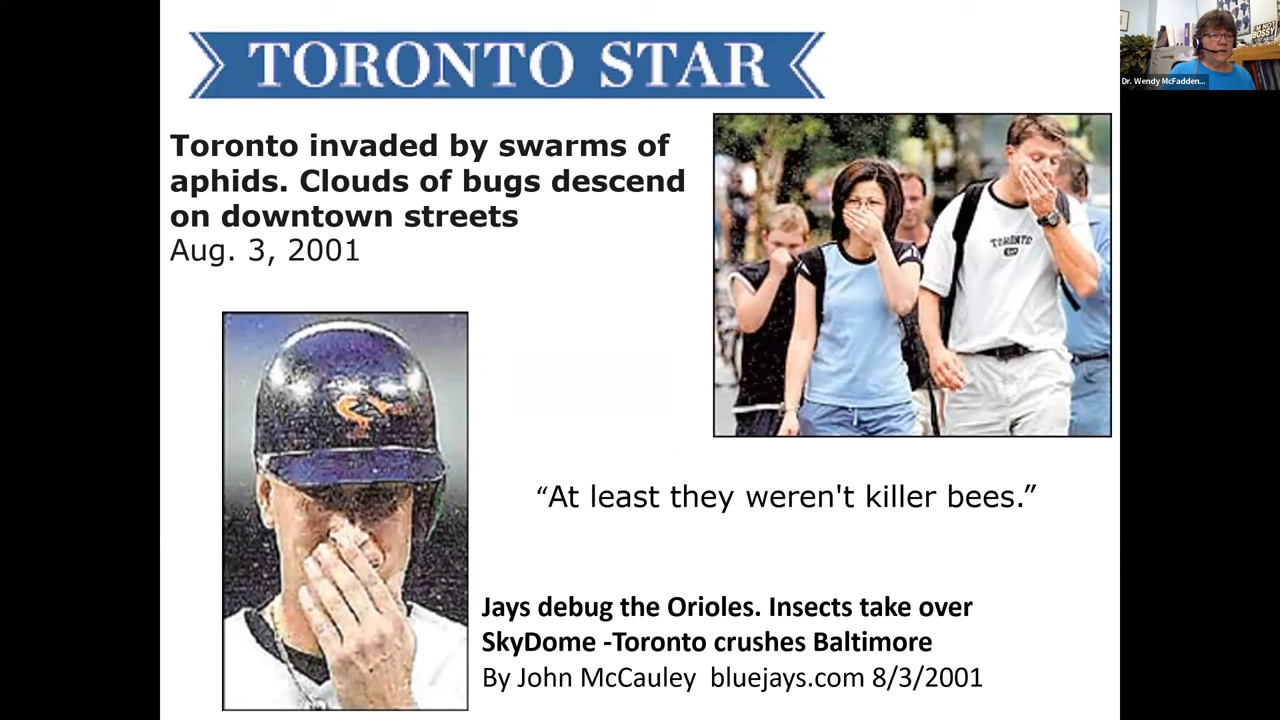 TORONTO STAR
Toronto invaded by swarms of
aphids. Clouds of bugs descend
on downtown streets
Aug. 3, 2001
TORONTO
“At least they weren't killer bees.”
Jays debug the Orioles. Insects take over
SkyDome -Toronto crushes Baltimore
By John McCauley bluejays.com 8/3/2001
Dr. Wendy McFadden...
BOSSY